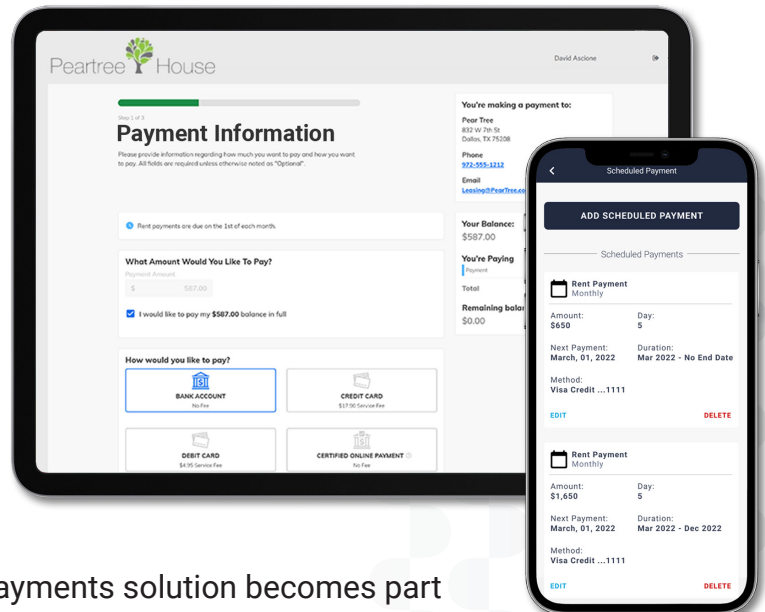 Peartree House
David Ascione
Step 1 of 3
Payment Information
Please provide information regarding how much you want to pay and how you want
to pay. All fields are required unless otherwise noted as "Optional".
Rent payments are due on the 1st of each month.
What Amount Would You Like To Pay?
Payment Amount
$ 587.00
I would like to pay my $587.00 balance in full
How would you like to pay?
BANK ACCOUNT
No Fee
CREDIT CARD
$17.90 Service Fee
DEBIT CARD
$4.95 Service Fee
CERTIFIED ONLINE PAYMENT
No Fee
You're making a payment to:
Pear Tree
832 W 7th St
Dallas, TX 75208
Phone
972-555-1212
Email
Leasing@PearTree.co
Your Balance:
$587.00
You're Paying
Payment
Total
Remaining balan
$0.00
Scheduled Payment
ADD SCHEDULED PAYMENT
Scheduled Payments
Rent Payment
Monthly
Amount: Day:
$650 5
Next Payment: Duration:
March, 01, 2022 Mar 2022 - No End Date
Method:
Visa Credit ...1111
EDIT DELETE
Rent Payment
Monthly
Amount: Day:
$1,650 5
Next Payment: Duration:
March, 01, 2022 Mar 2022 - Dec 2022
Method:
Visa Credit ...1111
EDIT DELETE
ayments solution becomes part